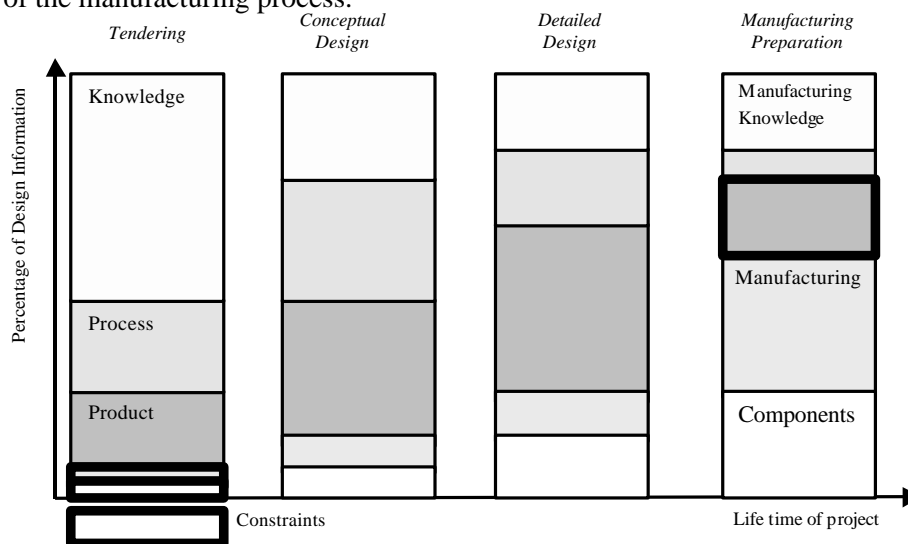 of the manufacturing process.
Tendering
Conceptual
Design
Detailed
Design
Manufacturing
Preparation
Percentage of Design Information
Knowledge
Process
Product
Manufacturing
Knowledge
Manufacturing
Components
Constraints
Life time of project